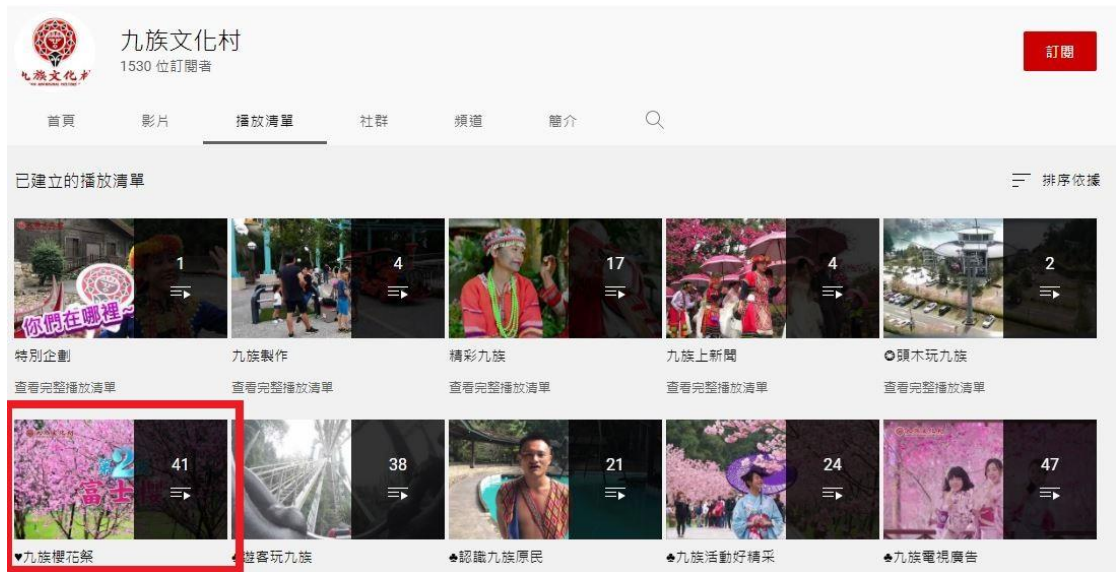 九族文化村
1530 位訂閱者
九族文化村
訂閱
首頁 影片 播放清單 社群 頻道 簡介
已建立的播放清單 排序依據
1 4 17 4 2
你們在哪裡~
特別企劃 九族製作 精彩九族 九族上新聞 ✪頭木玩九族
查看完整播放清單 查看完整播放清單 查看完整播放清單 查看完整播放清單 查看完整播放清單
41 38 21 24 47
富士櫻
♥九族櫻花祭 ♣遊客玩九族 ♣認識九族原民 ♣九族活動好精采 ♣九族電視廣告